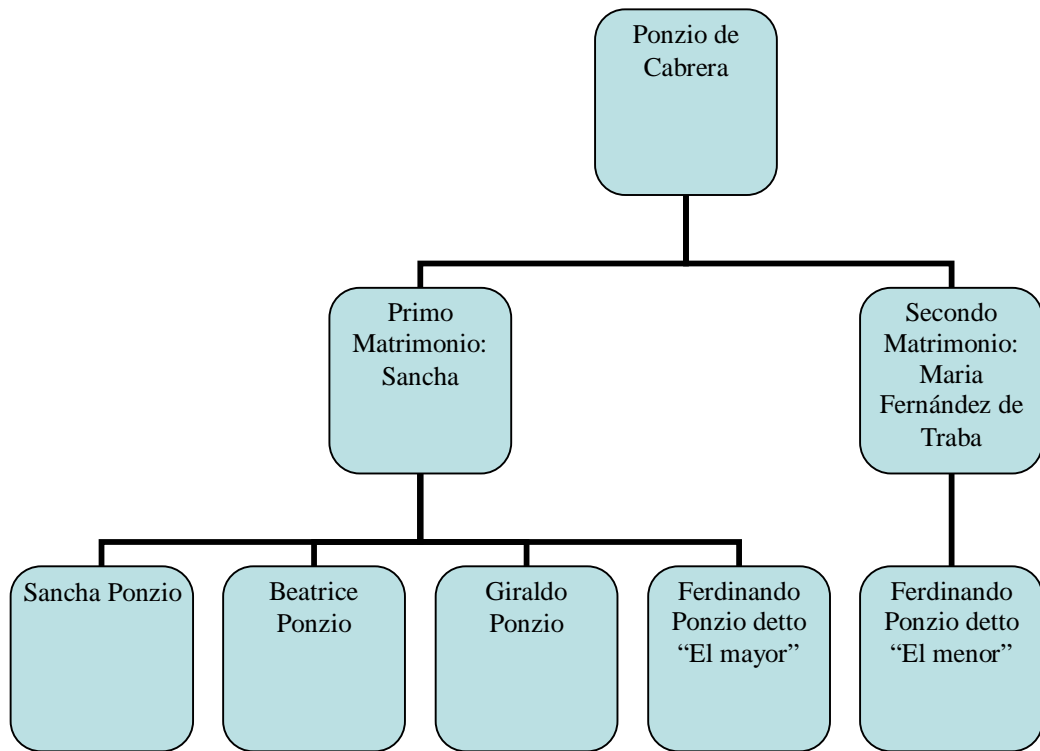 Ponzio de
Cabrera
Primo
Matrimonio:
Sancha
Secondo
Matrimonio:
Maria
Fernández de
Traba
Sancha Ponzio
Beatrice
Ponzio
Giraldo
Ponzio
Ferdinando
Ponzio detto
“El mayor”
Ferdinando
Ponzio detto
“El menor”